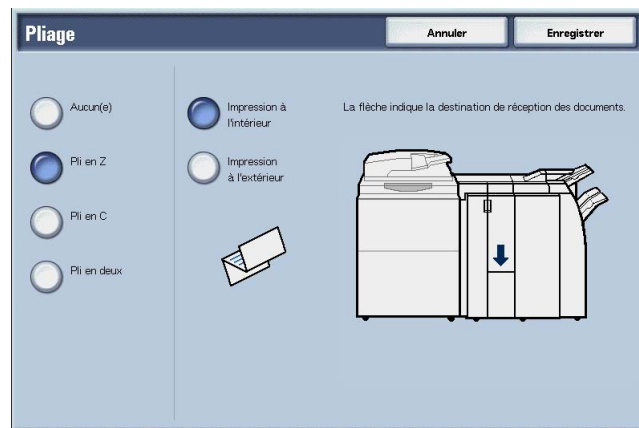 Pliage
Annuler
Enregistrer
Aucun(e)
Pli en Z
Pli en C
Pli en deux
Impression à
l'intérieur
Impression
à l'extérieur
La flèche indique la destination de réception des documents.